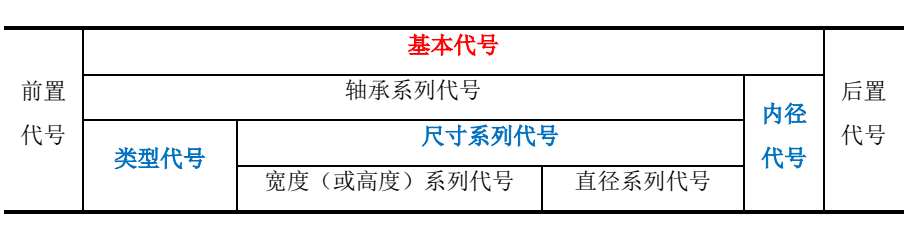 基本代号
前置
代号
轴承系列代号
内径
代号
后置
代号
类型代号
尺寸系列代号
宽度（或高度）系列代号
直径系列代号